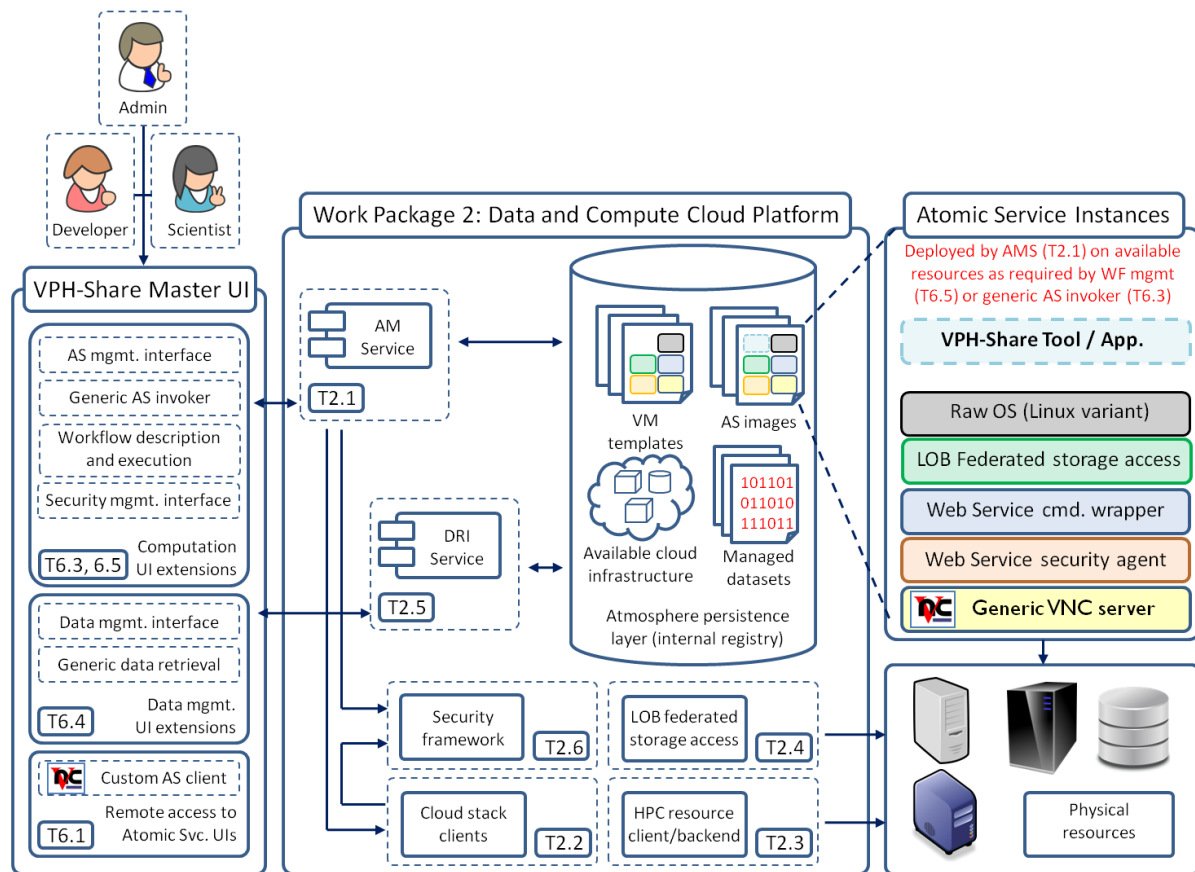 Admin
Developer
Scientist
VPH-Share Master UI
AS mgmt. interface
Generic AS invoker
Workflow description
and execution
Security mgmt. interface
T6.3, 6.5
Computation
UI extensions
Data mgmt. interface
Generic data retrieval
T6.4
Data mgmt.
UI extensions
Custom AS client
T6.1
Remote access to
Atomic Svc. UIs
Work Package 2: Data and Compute Cloud Platform
AM
Service
T2.1
DRI
Service
T2.5
VM
templates
AS images
Available cloud
infrastructure
101101
011010
111011
Managed
datasets
Atmosphere persistence
layer (internal registry)
Security
framework
T2.6
LOB federated
storage access
T2.4
Cloud stack
clients
T2.2
HPC resource
client/backend
T2.3
Atomic Service Instances
Deployed by AMS (T2.1) on available
resources as required by WF mgmt
(T6.5) or generic AS invoker (T6.3)
VPH-Share Tool / App.
Raw OS (Linux variant)
LOB Federated storage access
Web Service cmd. wrapper
Web Service security agent
VNC
Generic VNC server
Physical
resources